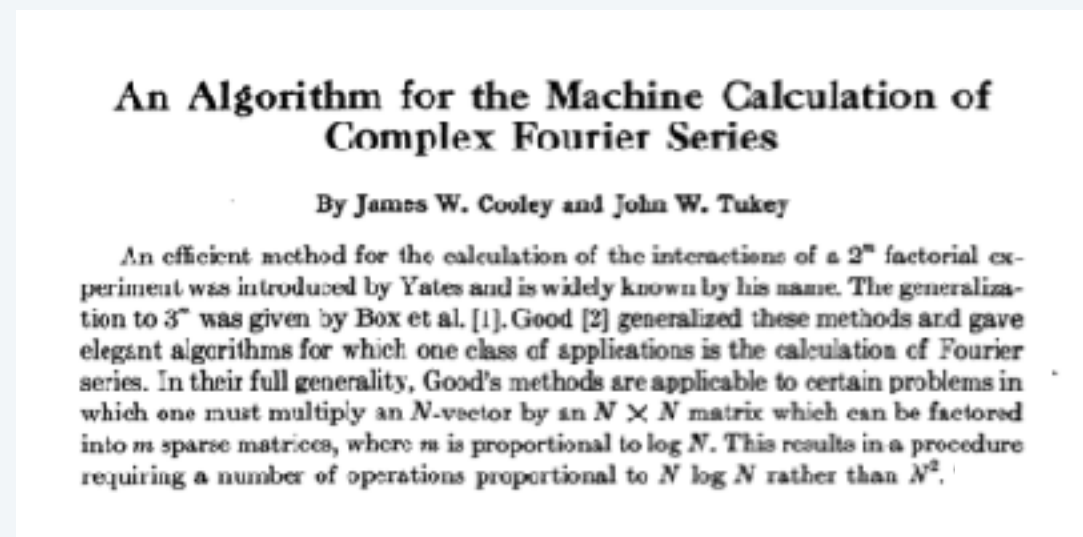 An Algorithm for the Machine Calculation of
Complex Fourier Series
By James W. Cooley and John W. Tukey
An efficient method for the calculation of the interactions of a 2ᵐ factorial ex-
periment was introduced by Yates and is widely known by his name. The generaliza-
tion to 3ᵐ was given by Box et al. [1]. Good [2] generalized these methods and gave
elegant algorithms for which one class of applications is the calculation of Fourier
series. In their full generality, Good's methods are applicable to certain problems in
which one must multiply an N-vector by an N × N matrix which can be factored
into m sparse matrices, where m is proportional to log N. This results in a procedure
requiring a number of operations proportional to N log N rather than N².